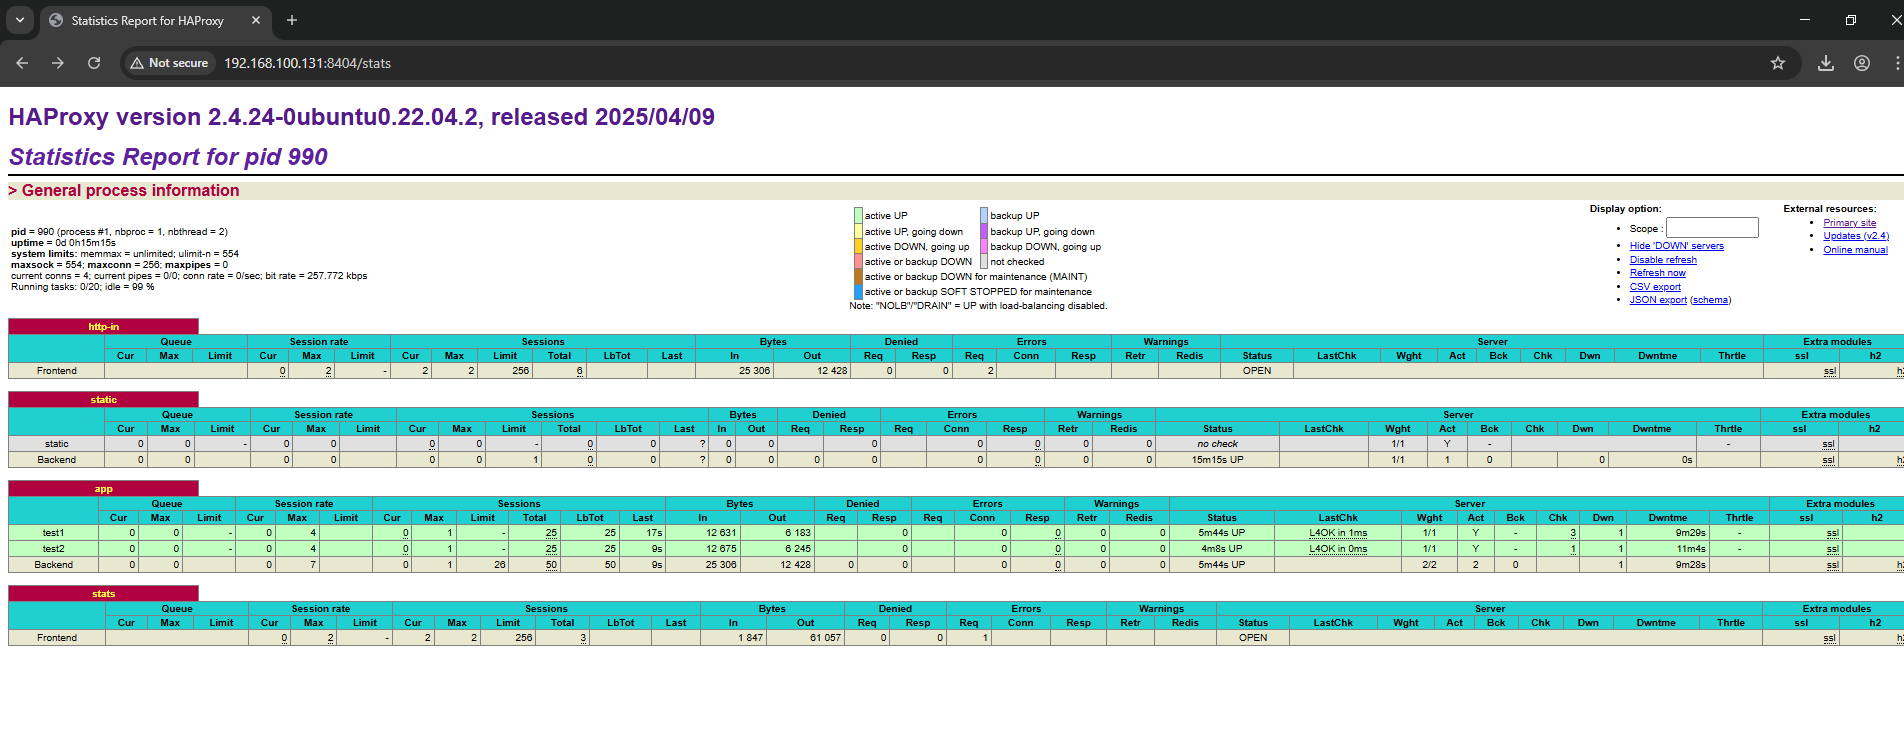 Statistics Report for HAProxy
Not secure 192.168.100.131:8404/stats
HAProxy version 2.4.24-0ubuntu0.22.04.2, released 2025/04/09
Statistics Report for pid 990
> General process information
pid = 990 (process #1, nbproc = 1, nbthread = 2)
uptime = 0d 0h15m15s
system limits: memmax = unlimited; ulimit-n = 554
maxsock = 554; maxconn = 256; maxpipes = 0
current conns = 4; current pipes = 0/0; conn rate = 0/sec; bit rate = 257.772 kbps
Running tasks: 0/20; idle = 99 %
active UP backup UP
active UP, going down backup UP, going down
active DOWN, going up backup DOWN, going up
active or backup DOWN not checked
active or backup DOWN for maintenance (MAINT)
active or backup SOFT STOPPED for maintenance
Note: "NOLB"/"DRAIN" = UP with load-balancing disabled.
Display option:
Scope :
Hide 'DOWN' servers
Disable refresh
Refresh now
CSV export
JSON export (schema)
External resources:
Primary site
Updates (v2.4)
Online manual
http-in
Queue Session rate Sessions Bytes Denied Errors Warnings Server Extra modules
Cur Max Limit Cur Max Limit Cur Max Limit Total LbTot Last In Out Req Resp Req Conn Resp Retr Redis Status LastChk Wght Act Bck Chk Dwn Dwntme Thrtle ssl h2
Frontend 0 2 - 2 2 256 6 25 306 12 428 0 0 2 OPEN ssl h2
static
Queue Session rate Sessions Bytes Denied Errors Warnings Server Extra modules
Cur Max Limit Cur Max Limit Cur Max Limit Total LbTot Last In Out Req Resp Req Conn Resp Retr Redis Status LastChk Wght Act Bck Chk Dwn Dwntme Thrtle ssl h2
static 0 0 - 0 0 0 0 - 0 0 ? 0 0 0 0 0 0 0 no check 1/1 Y - - ssl
Backend 0 0 0 0 0 0 1 0 0 ? 0 0 0 0 0 0 0 0 15m15s UP 1/1 1 0 0 0s ssl h2
app
Queue Session rate Sessions Bytes Denied Errors Warnings Server Extra modules
Cur Max Limit Cur Max Limit Cur Max Limit Total LbTot Last In Out Req Resp Req Conn Resp Retr Redis Status LastChk Wght Act Bck Chk Dwn Dwntme Thrtle ssl h2
test1 0 0 - 0 4 0 1 - 25 25 17s 12 631 6 183 0 0 0 0 0 5m44s UP L4OK in 1ms 1/1 Y - 3 1 9m29s - ssl
test2 0 0 - 0 4 0 1 - 25 25 9s 12 675 6 245 0 0 0 0 0 4m8s UP L4OK in 0ms 1/1 Y - 1 1 11m4s - ssl
Backend 0 0 0 7 0 1 26 50 50 9s 25 306 12 428 0 0 0 0 0 0 5m44s UP 2/2 2 0 1 9m28s ssl h2
stats
Queue Session rate Sessions Bytes Denied Errors Warnings Server Extra modules
Cur Max Limit Cur Max Limit Cur Max Limit Total LbTot Last In Out Req Resp Req Conn Resp Retr Redis Status LastChk Wght Act Bck Chk Dwn Dwntme Thrtle ssl h2
Frontend 0 2 - 2 2 256 3 1 847 61 057 0 0 1 OPEN ssl h2